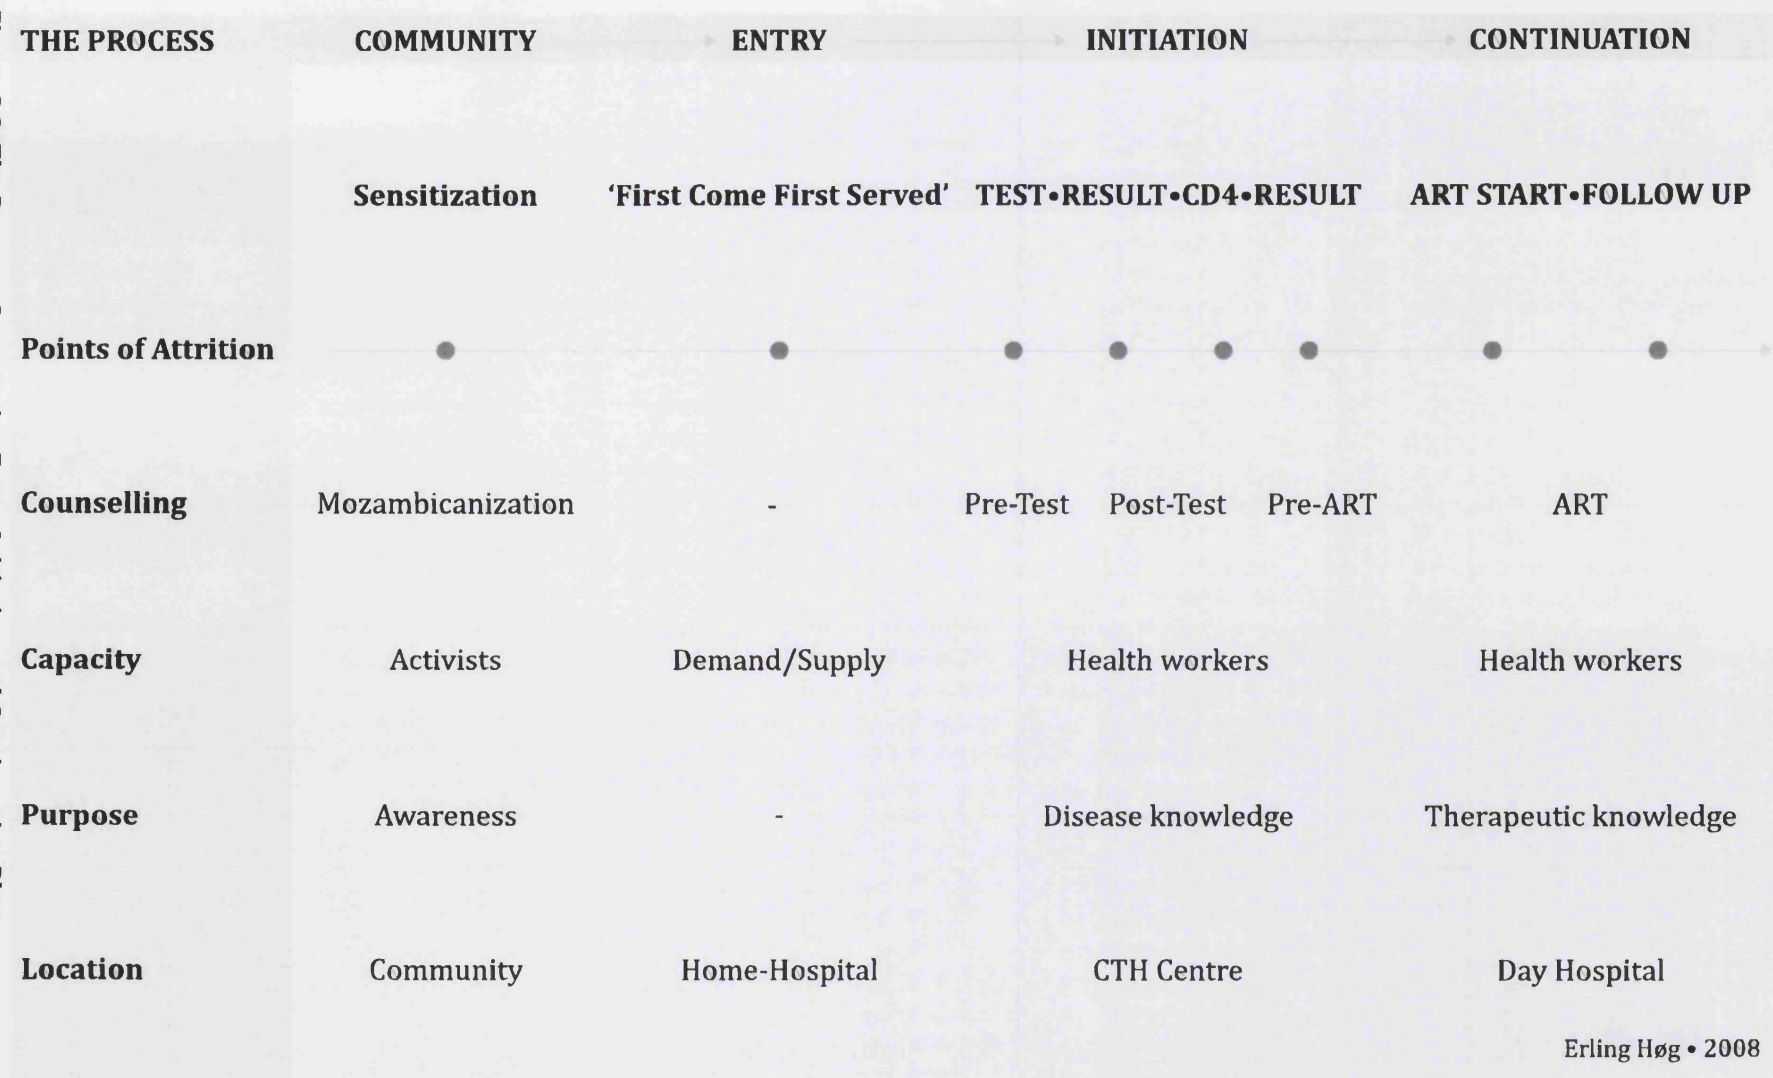 THE PROCESS COMMUNITY ENTRY INITIATION CONTINUATION
Sensitization 'First Come First Served' TEST•RESULT•CD4•RESULT ART START•FOLLOW UP
Points of Attrition
Counselling Mozambicanization - Pre-Test Post-Test Pre-ART ART
Capacity Activists Demand/Supply Health workers Health workers
Purpose Awareness - Disease knowledge Therapeutic knowledge
Location Community Home-Hospital CTH Centre Day Hospital
Erling Høg • 2008